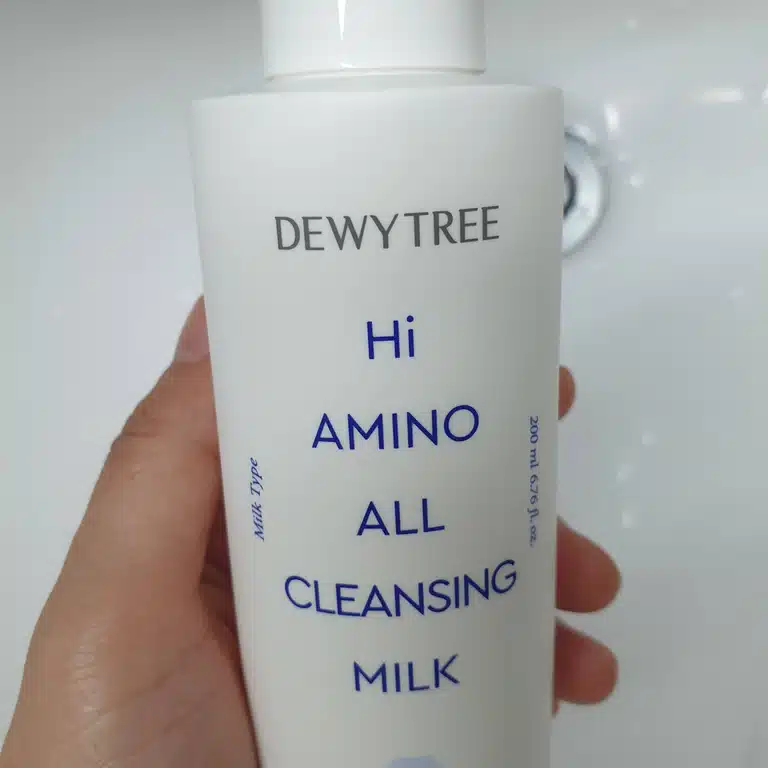 DEWYTREE
Hi
AMINO
ALL
CLEANSING
MILK
Milk Type
200 ml 6.76 fl. oz.